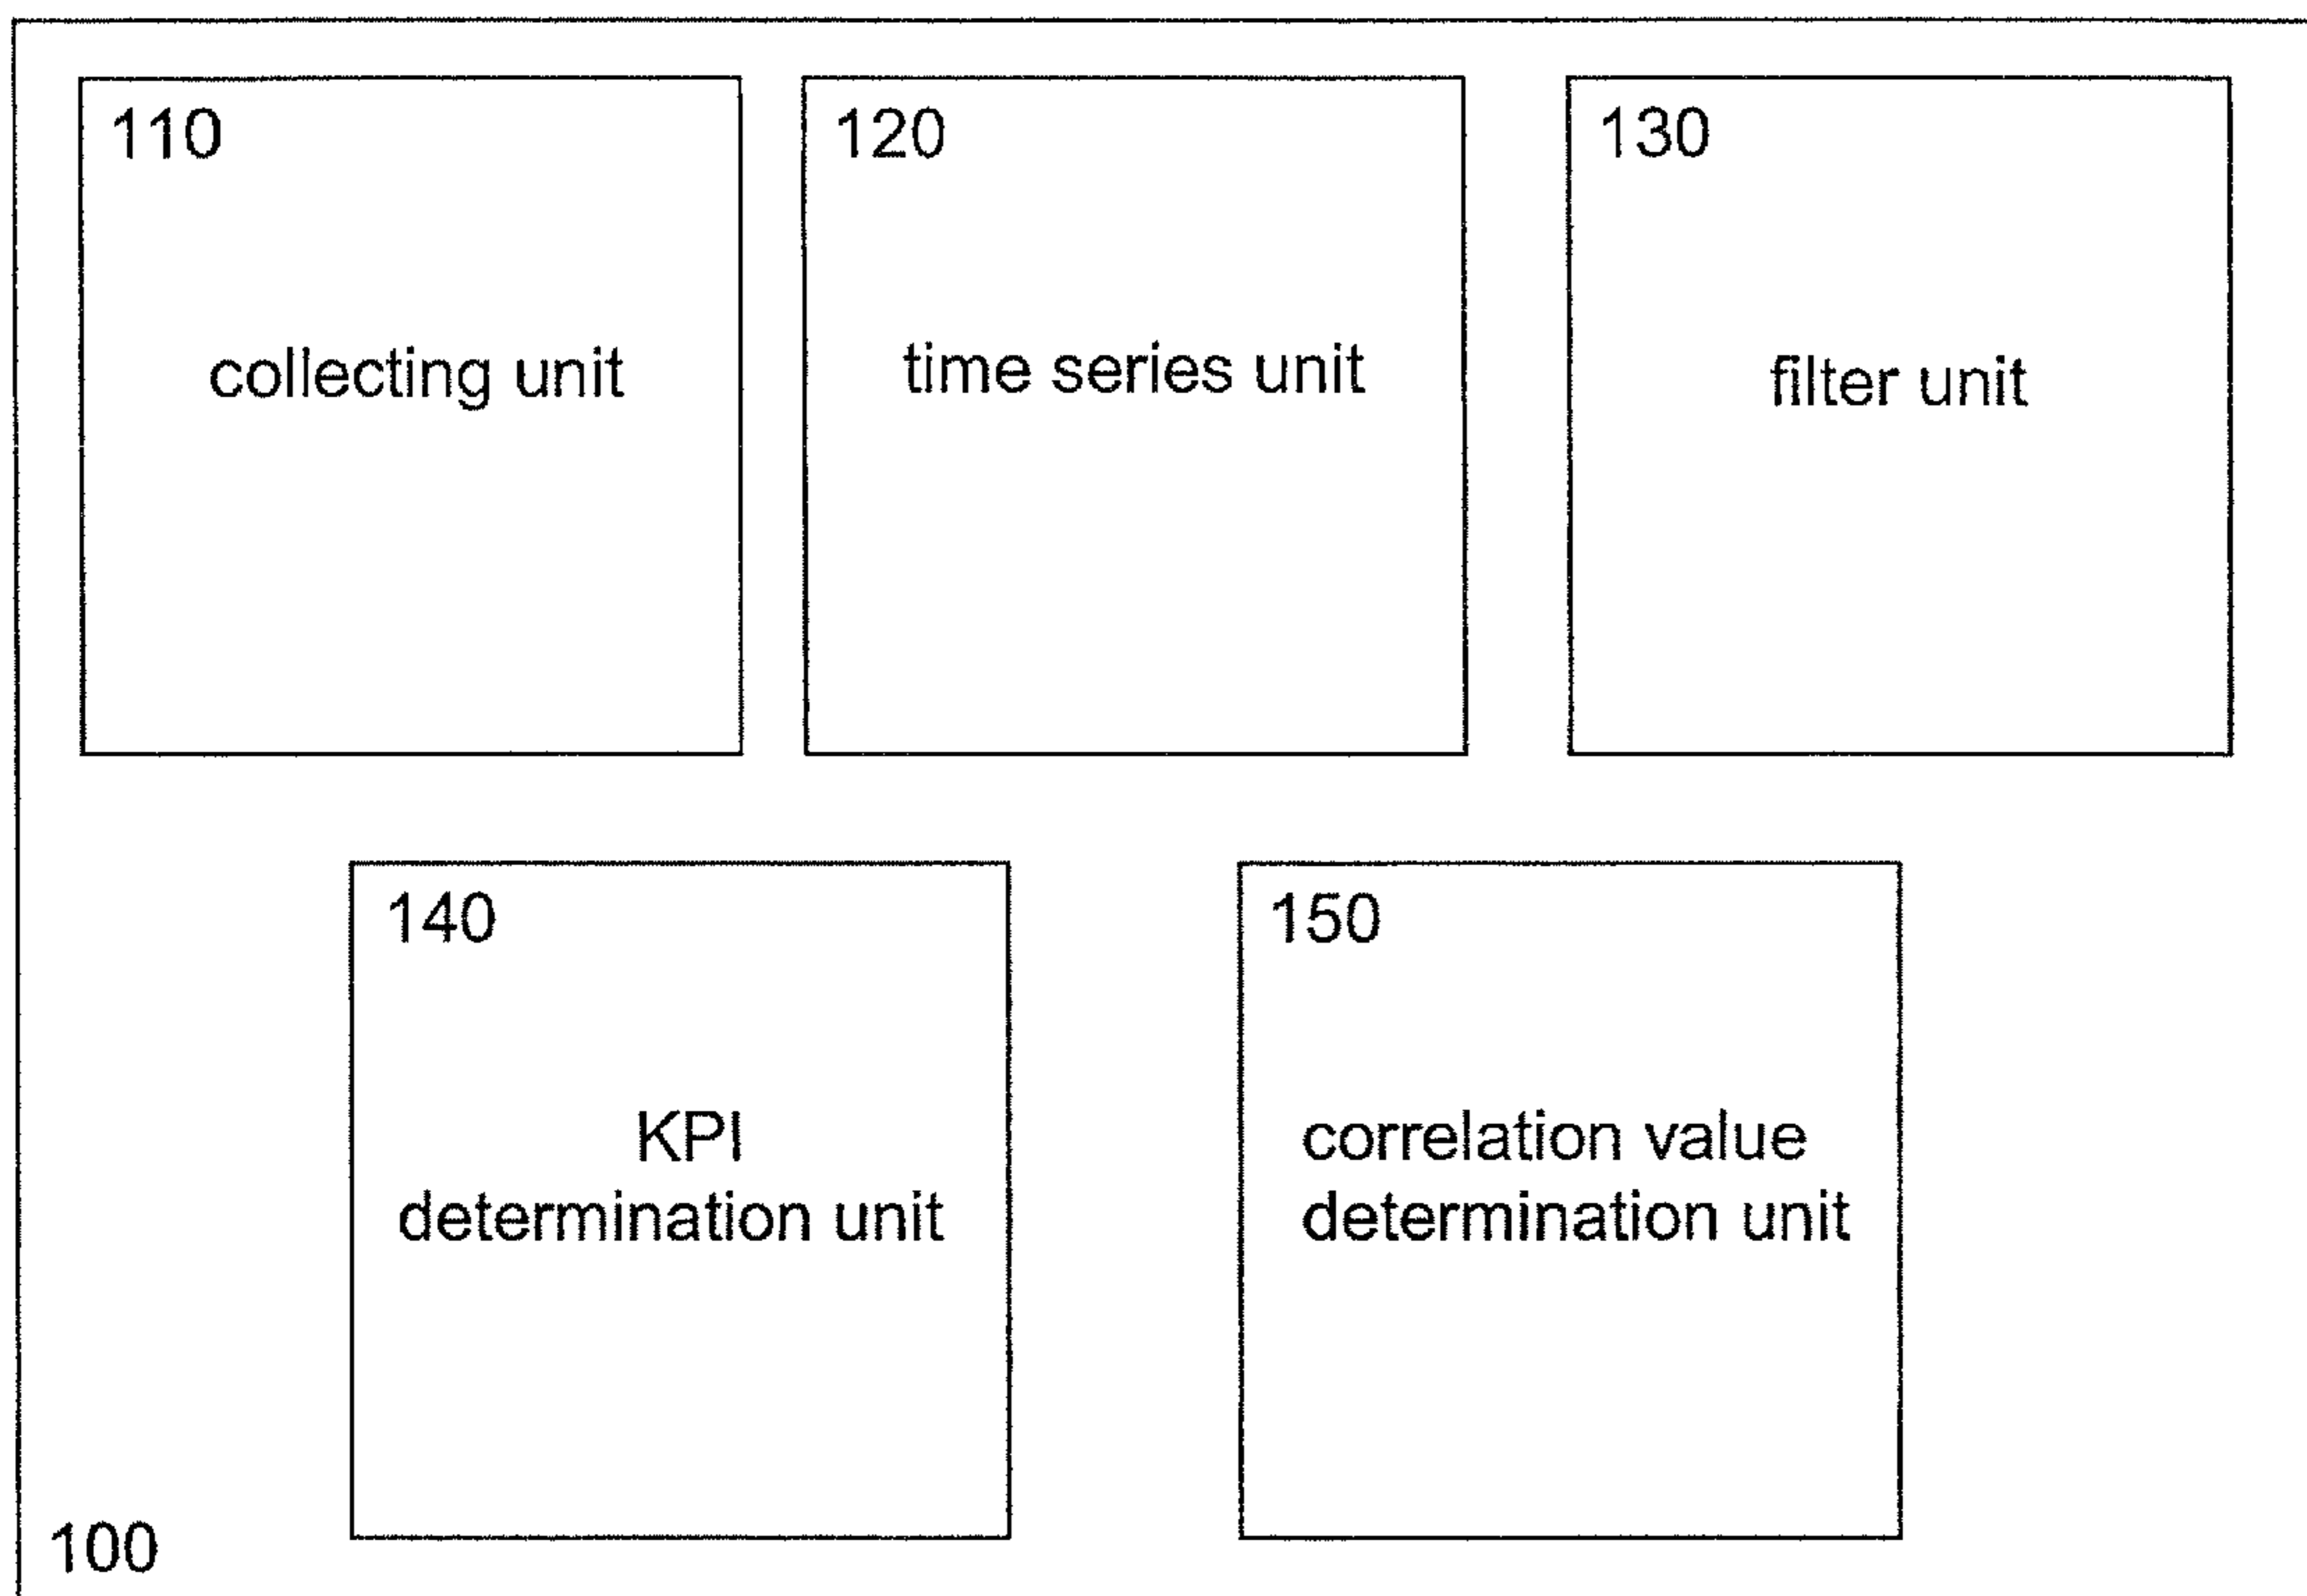 110
collecting unit
120
time series unit
130
filter unit
140
KPI
determination unit
150
correlation value
determination unit
100